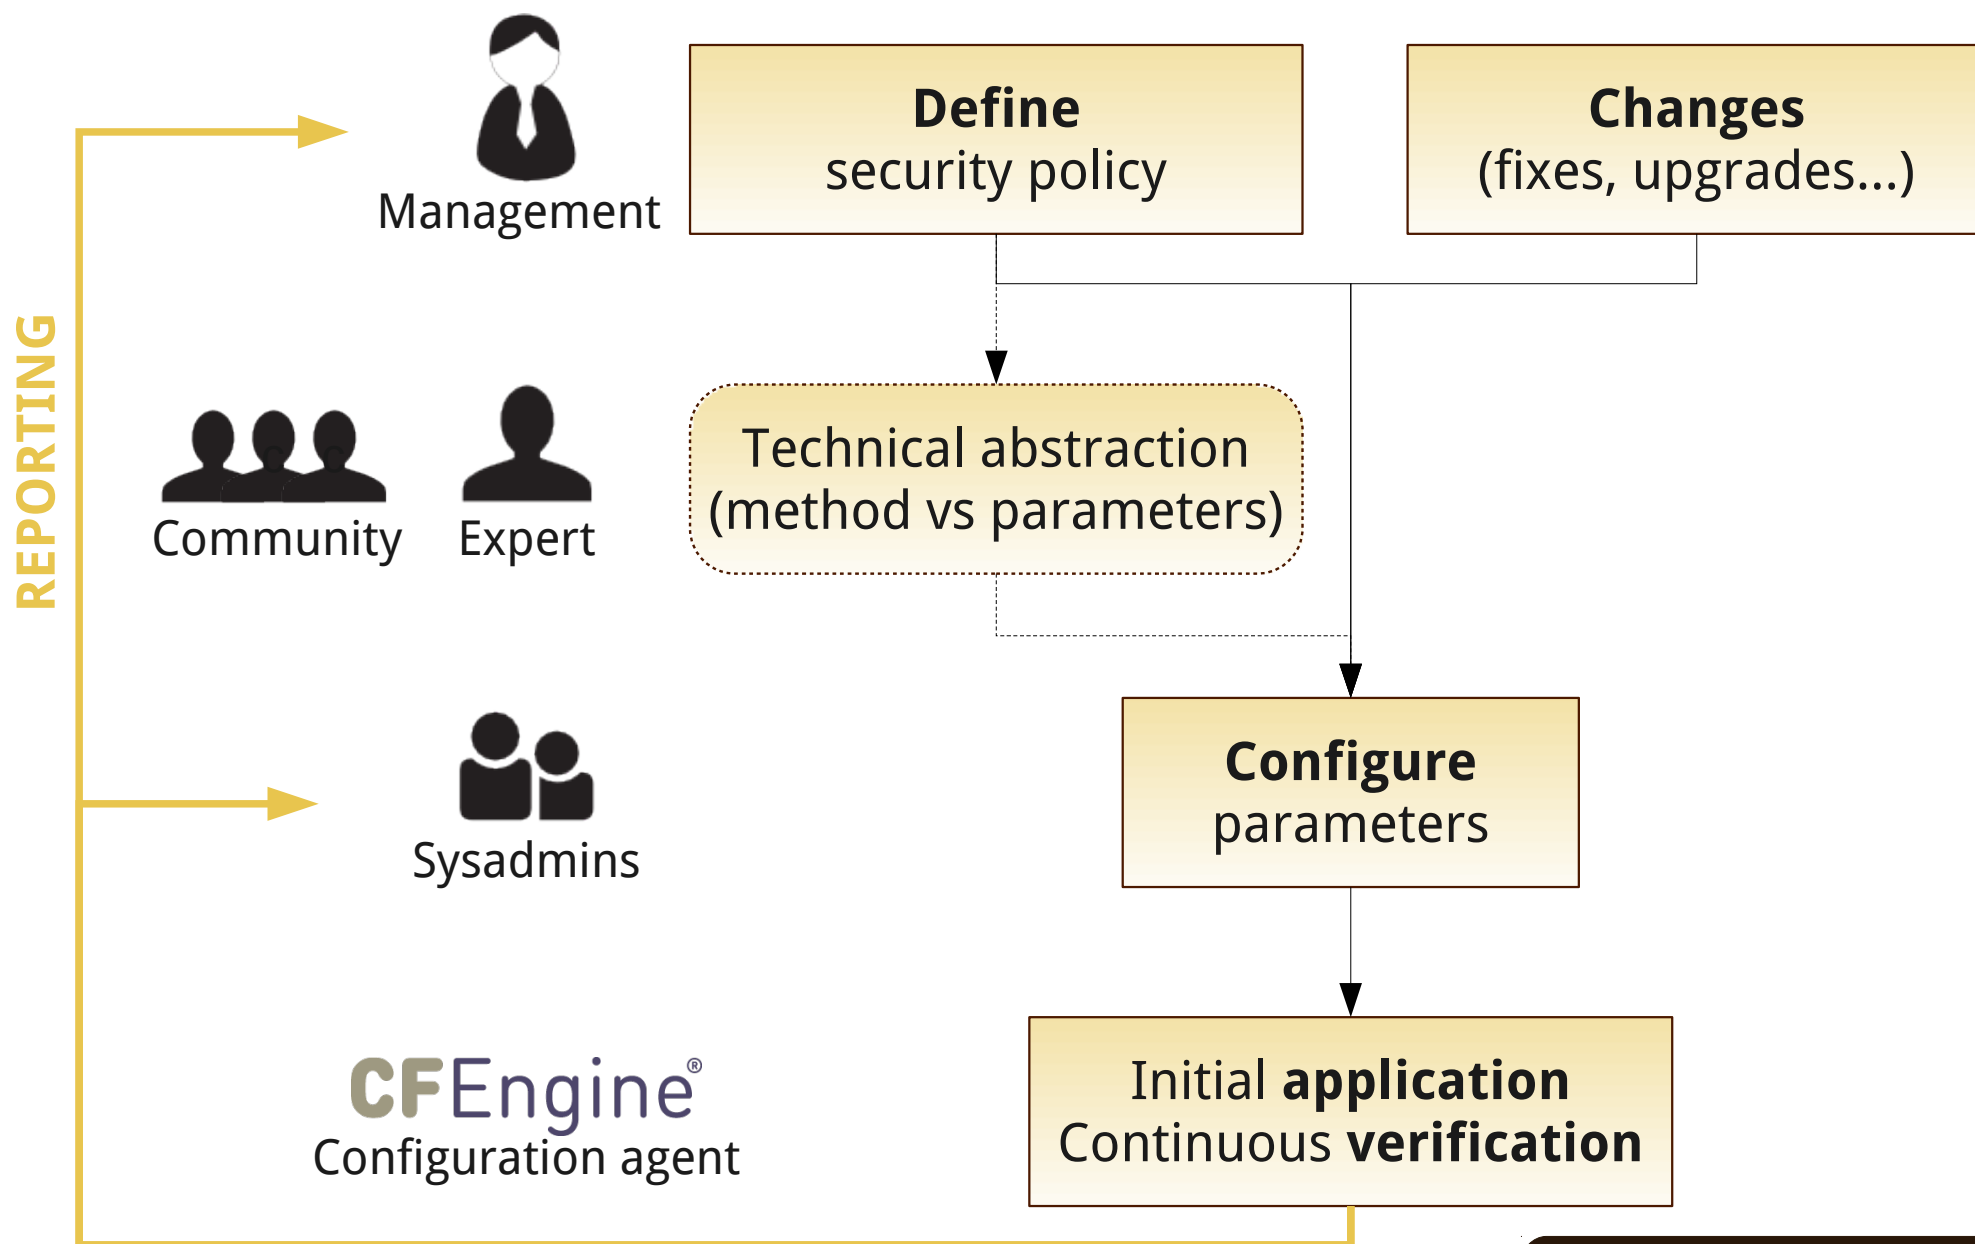 Define
security policy
Changes
(fixes, upgrades...)
Management
REPORTING
Technical abstraction
(method vs parameters)
Community
Expert
Configure
parameters
Sysadmins
CFEngine®
Configuration agent
Initial application
Continuous verification